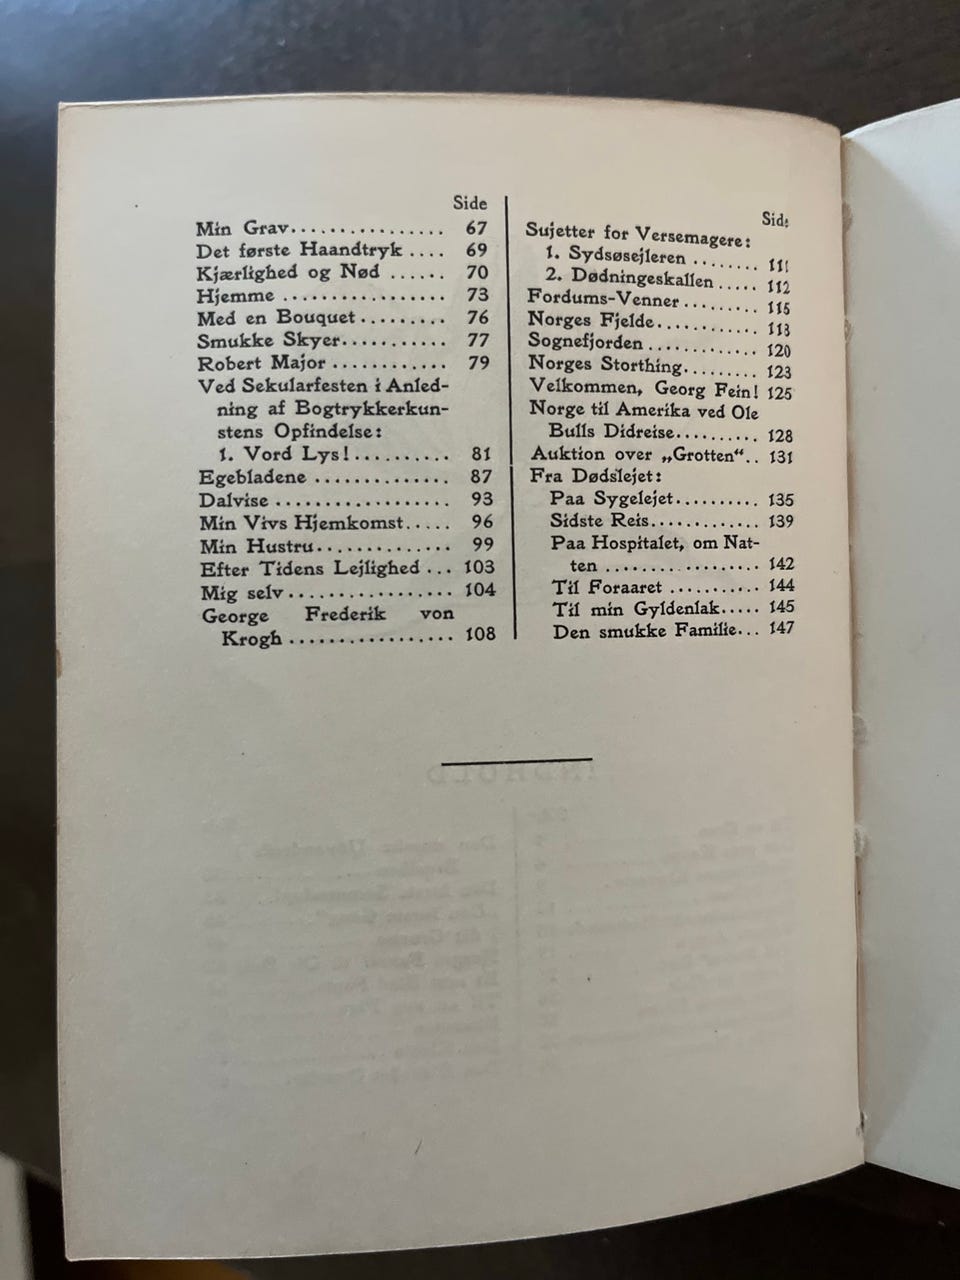 Side
Min Grav................ 67
Det første Haandtryk .... 69
Kjærlighed og Nød ...... 70
Hjemme ................. 73
Med en Bouquet ......... 76
Smukke Skyer........... 77
Robert Major ............ 79
Ved Sekularfesten i Anled-
ning af Bogtrykkerkun-
stens Opfindelse:
1. Vord Lys!.......... 81
Egebladene .............. 87
Dalvise .................. 93
Min Vivs Hjemkomst..... 96
Min Hustru.............. 99
Efter Tidens Lejlighed ... 103
Mig selv ................. 104
George Frederik von
Krogh ................. 108
Side
Sujetter for Versemagere:
1. Sydsøsejleren ........ 111
2. Dødningeskallen ..... 112
Fordums-Venner ......... 115
Norges Fjelde............ 118
Sognefjorden ............. 120
Norges Storthing......... 123
Velkommen, Georg Fein! 125
Norge til Amerika ved Ole
Bulls Didreise.......... 128
Auktion over „Grotten“.. 131
Fra Dødslejet:
Paa Sygelejet.......... 135
Sidste Reis............. 139
Paa Hospitalet, om Nat-
ten .................. 142
Til Foraaret ........... 144
Til min Gyldenlak..... 145
Den smukke Familie... 147
INDHOLD